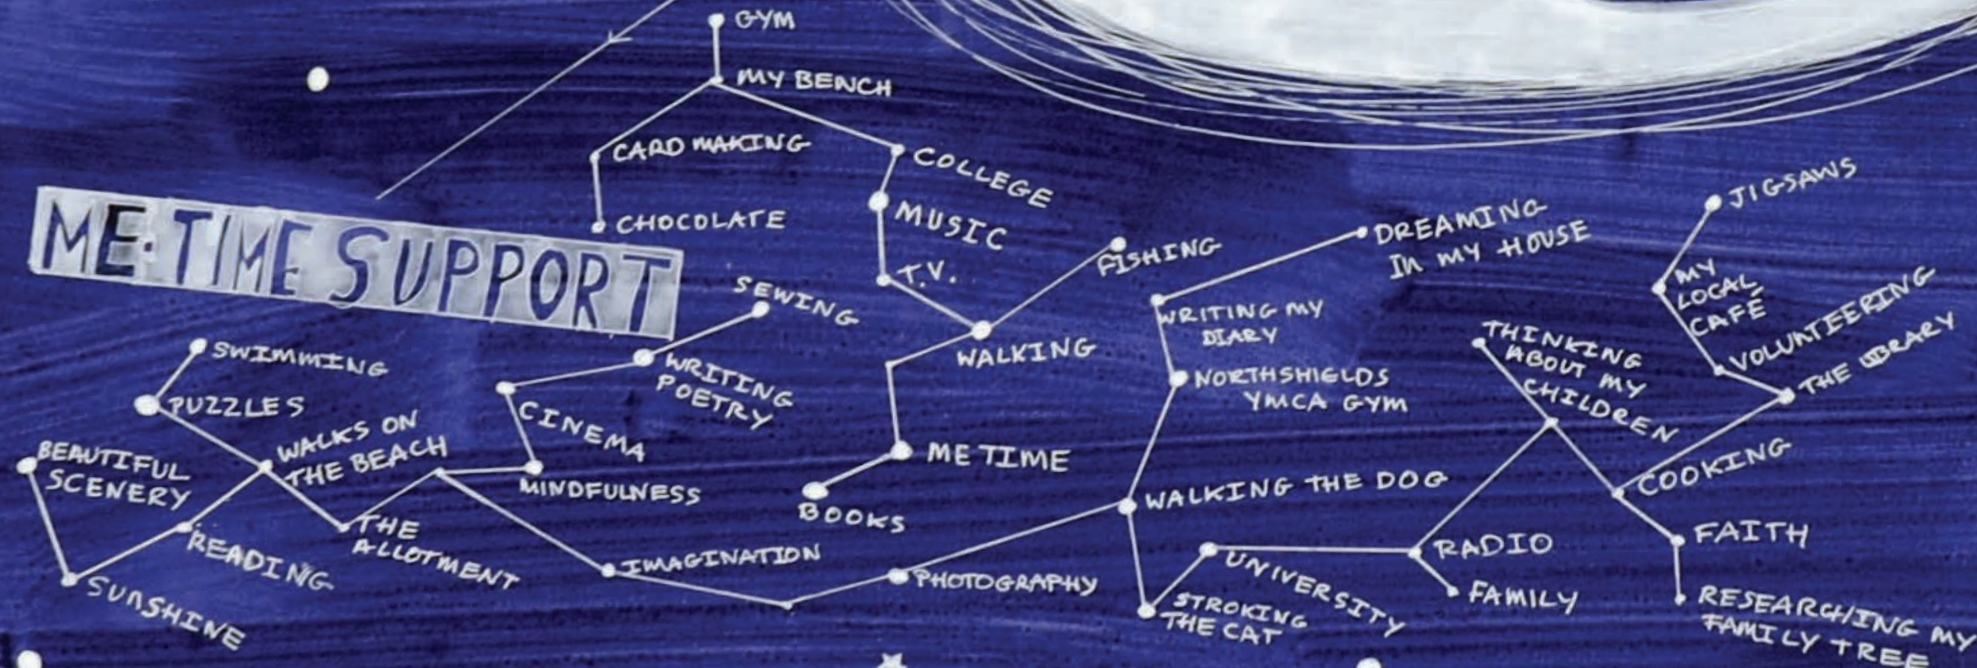 GYM
MY BENCH
CARD MAKING
COLLEGE
CHOCOLATE
MUSIC
T.V.
FISHING
WALKING
ME TIME
BOOKS
ME·TIME SUPPORT
SEWING
WRITING
POETRY
CINEMA
MINDFULNESS
SWIMMING
PUZZLES
WALKS ON
THE BEACH
BEAUTIFUL
SCENERY
READING
SUNSHINE
THE
ALLOTMENT
IMAGINATION
PHOTOGRAPHY
DREAMING
IN MY HOUSE
WRITING MY
DIARY
NORTHSHIELDS
YMCA GYM
WALKING THE DOG
STROKING
THE CAT
UNIVERSITY
RADIO
FAMILY
THINKING
ABOUT MY
CHILDREN
JIGSAWS
MY
LOCAL
CAFÉ
VOLUNTEERING
THE LIBRARY
COOKING
FAITH
RESEARCHING MY
FAMILY TREE